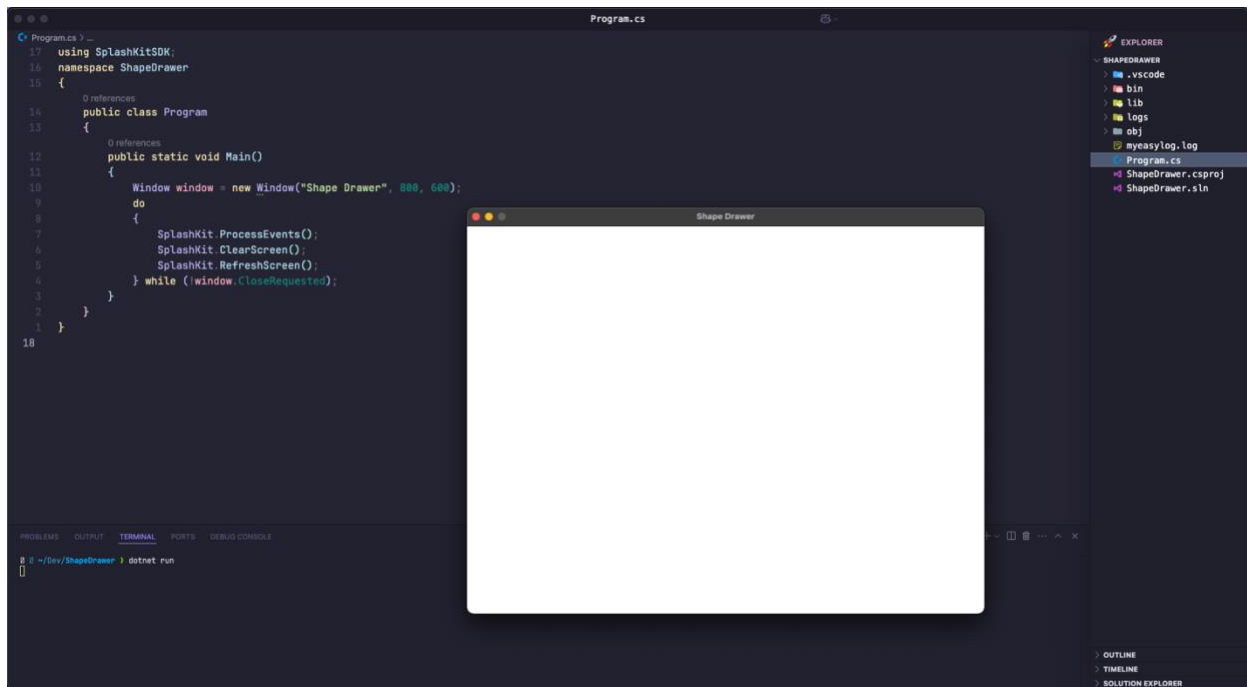 Program.cs
Program.cs > ...
17 using SplashKitSDK;
16 namespace ShapeDrawer
15 {
0 references
14 public class Program
13 {
0 references
12 public static void Main()
11 {
10 Window window = new Window("Shape Drawer", 800, 600);
9 do
8 {
7 SplashKit.ProcessEvents();
6 SplashKit.ClearScreen();
5 SplashKit.RefreshScreen();
4 } while (!window.CloseRequested);
3 }
2 }
1 }
18
Shape Drawer
PROBLEMS OUTPUT TERMINAL PORTS DEBUG CONSOLE
~/Dev/ShapeDrawer ) dotnet run
EXPLORER
SHAPEDRAWER
.vscode
bin
lib
logs
obj
myeasylog.log
Program.cs
ShapeDrawer.csproj
ShapeDrawer.sln
OUTLINE
TIMELINE
SOLUTION EXPLORER